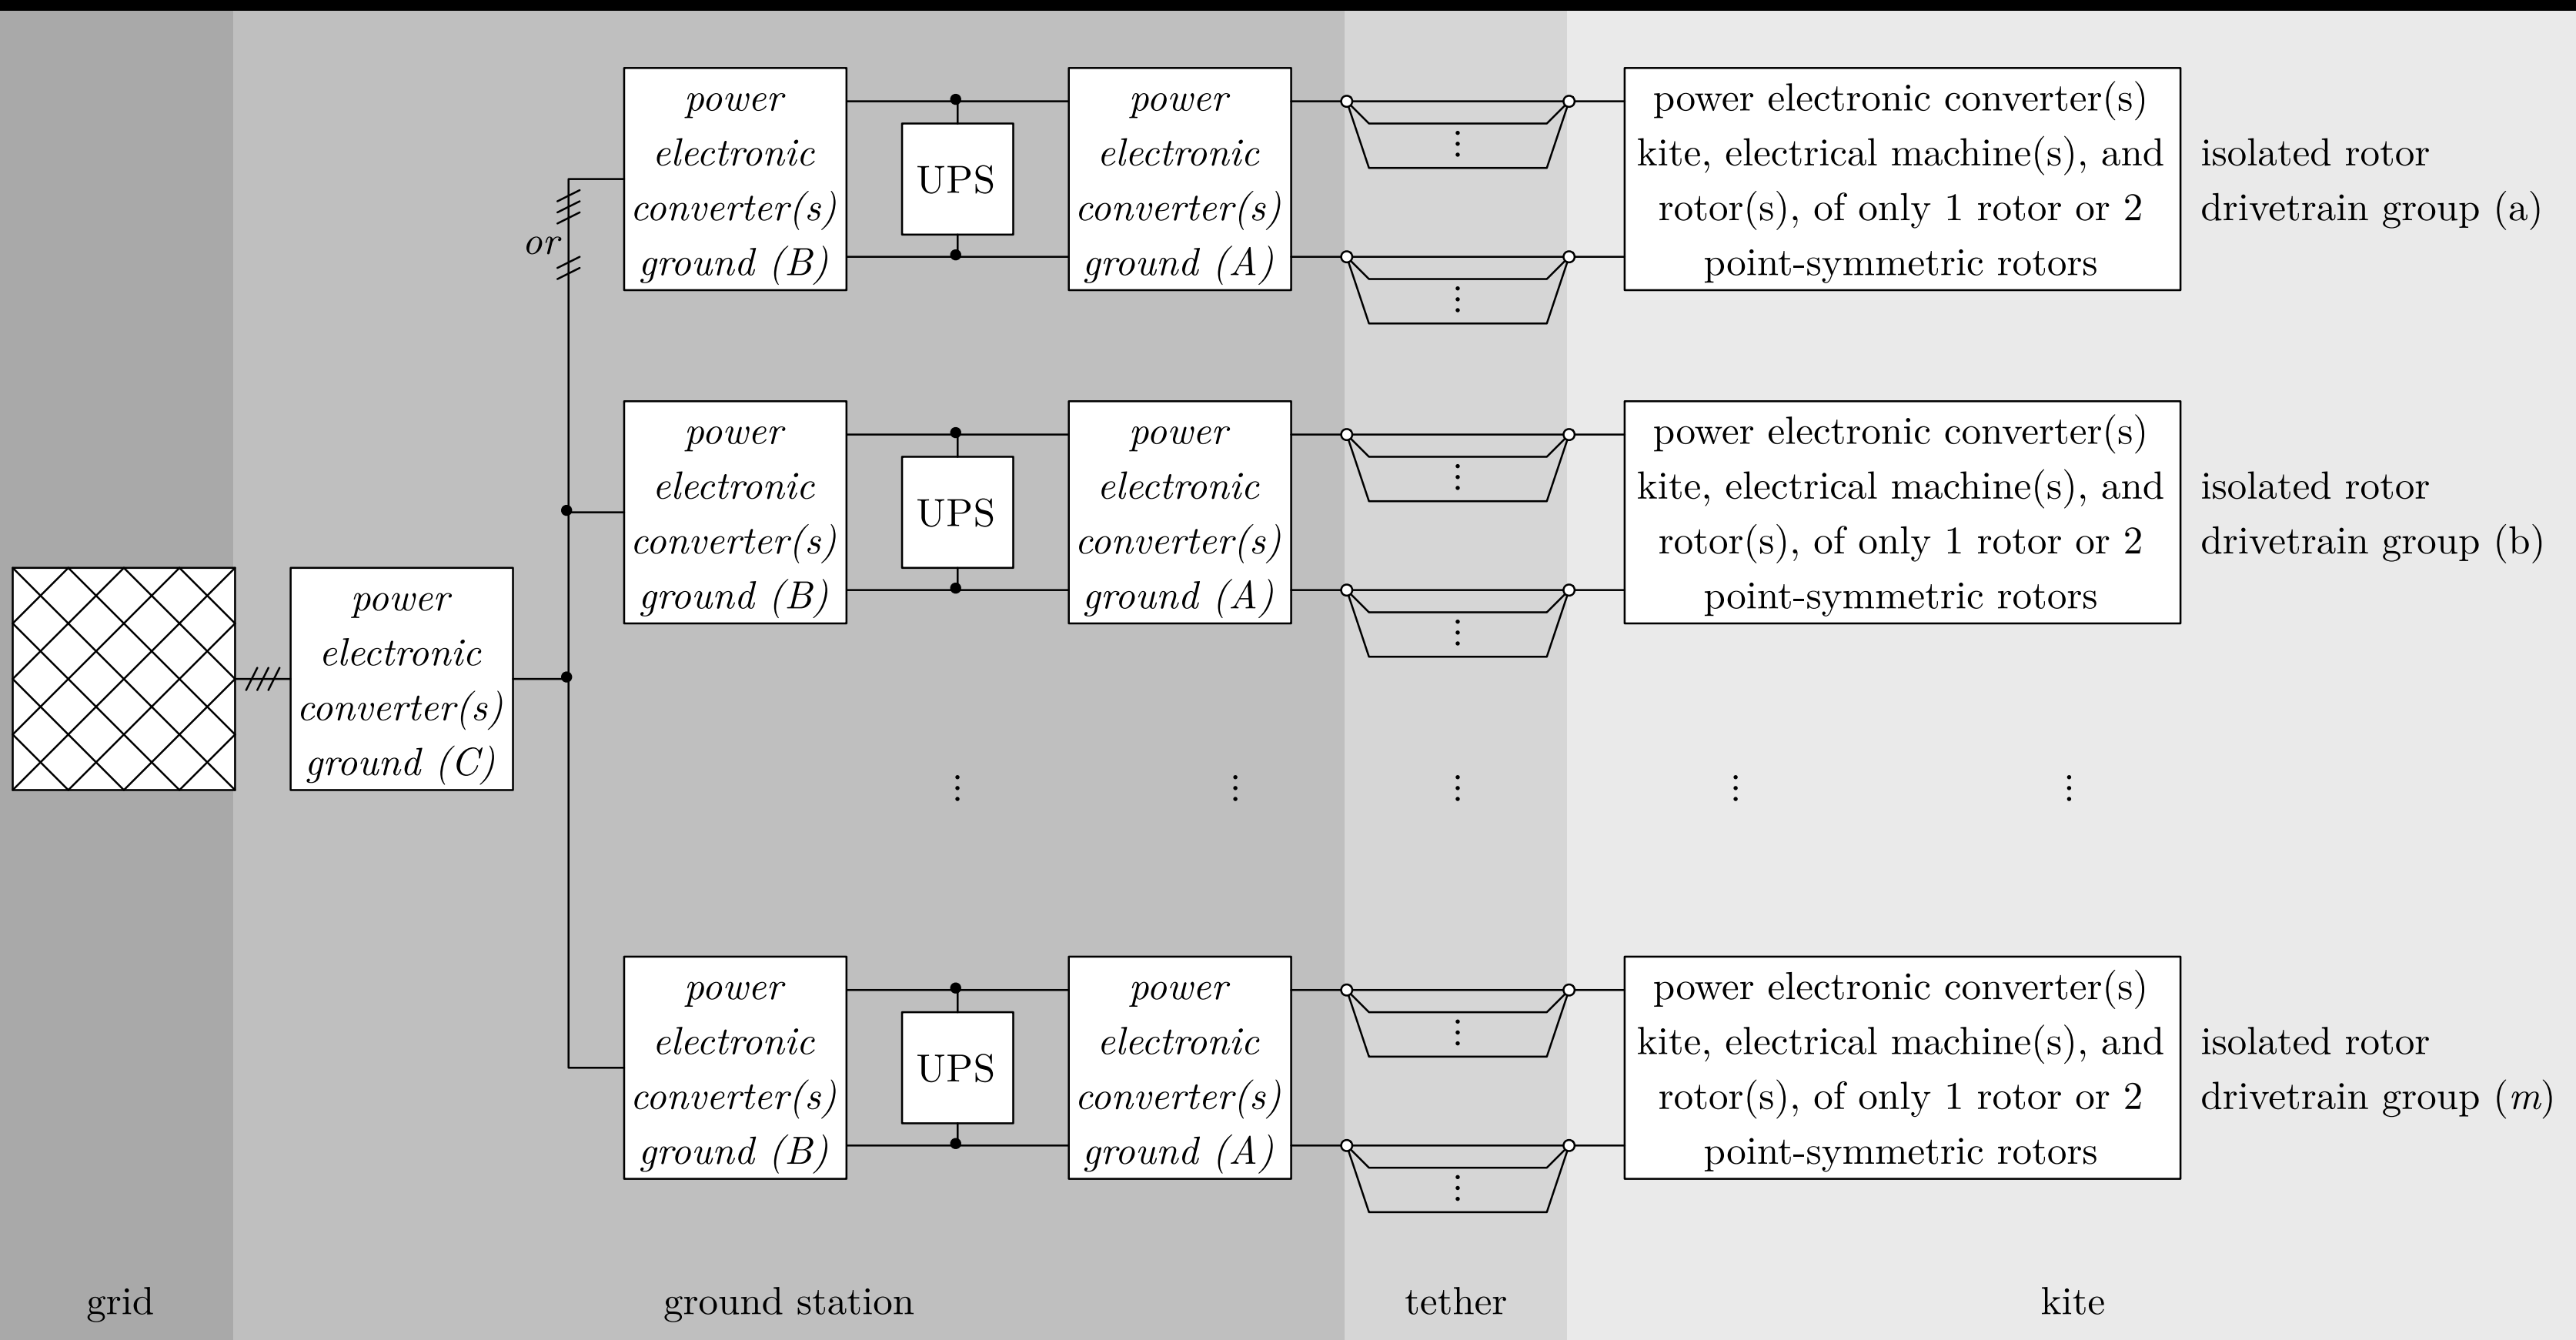 power
electronic
converter(s)
ground (B)
UPS
power
electronic
converter(s)
ground (A)
power electronic converter(s)
kite, electrical machine(s), and
rotor(s), of only 1 rotor or 2
point-symmetric rotors
isolated rotor
drivetrain group (a)
or
power
electronic
converter(s)
ground (B)
UPS
power
electronic
converter(s)
ground (A)
power electronic converter(s)
kite, electrical machine(s), and
rotor(s), of only 1 rotor or 2
point-symmetric rotors
isolated rotor
drivetrain group (b)
power
electronic
converter(s)
ground (C)
power
electronic
converter(s)
ground (B)
UPS
power
electronic
converter(s)
ground (A)
power electronic converter(s)
kite, electrical machine(s), and
rotor(s), of only 1 rotor or 2
point-symmetric rotors
isolated rotor
drivetrain group (m)
grid
ground station
tether
kite